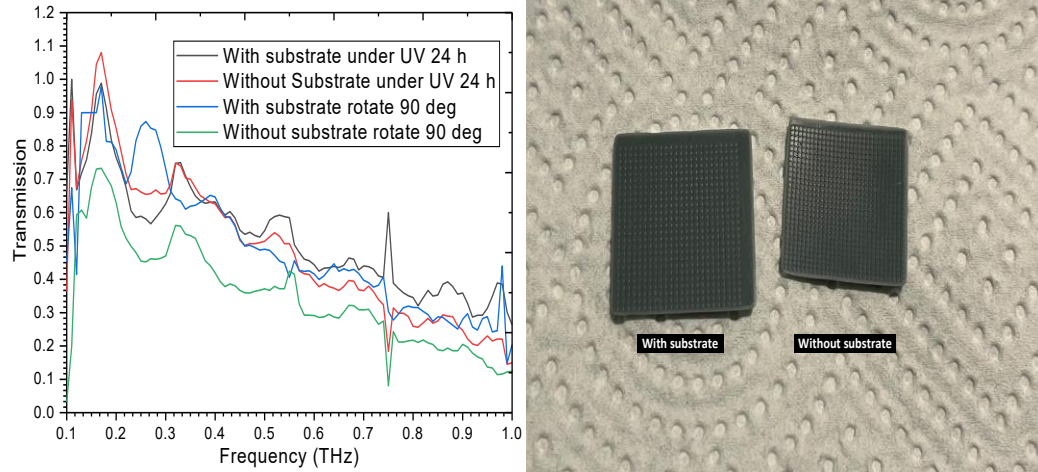 1.2
1.1
1.0
0.9
0.8
0.7
0.6
0.5
0.4
0.3
0.2
0.1
0.0
Transmission
With substrate under UV 24 h
Without Substrate under UV 24 h
With substrate rotate 90 deg
Without substrate rotate 90 deg
0.1 0.2 0.3 0.4 0.5 0.6 0.7 0.8 0.9 1.0
Frequency (THz)
With substrate
Without substrate